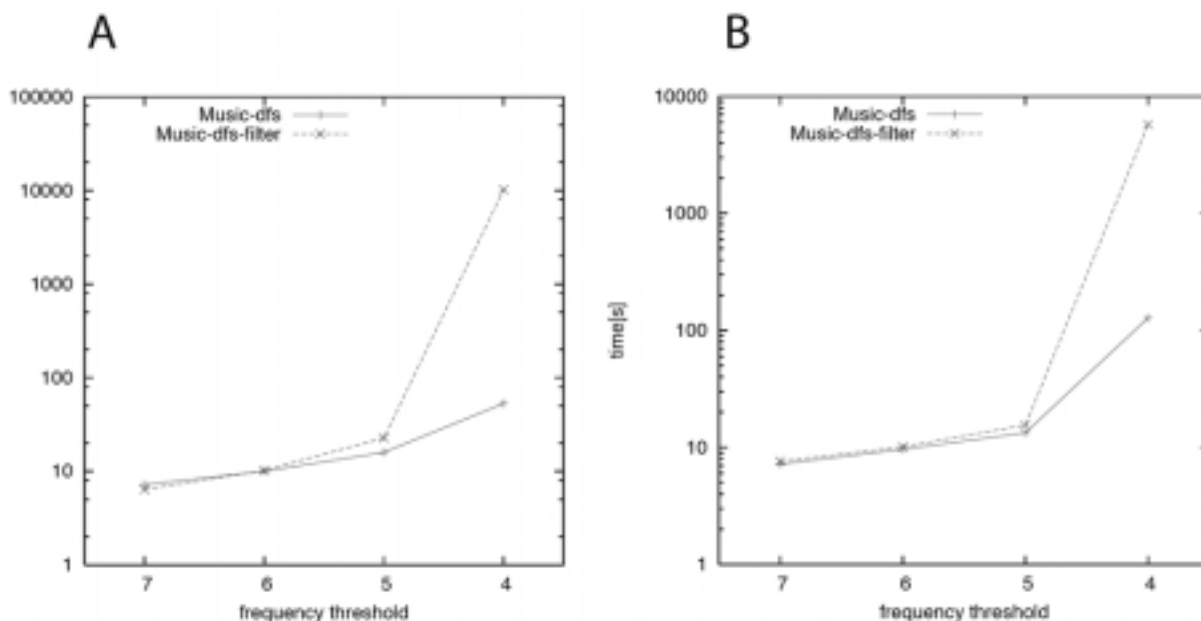 A
100000
10000
1000
100
10
1
Music-dfs
Music-dfs-filter
7 6 5 4
frequency threshold
B
time[s]
10000
1000
100
10
1
Music-dfs
Music-dfs-filter
7 6 5 4
frequency threshold